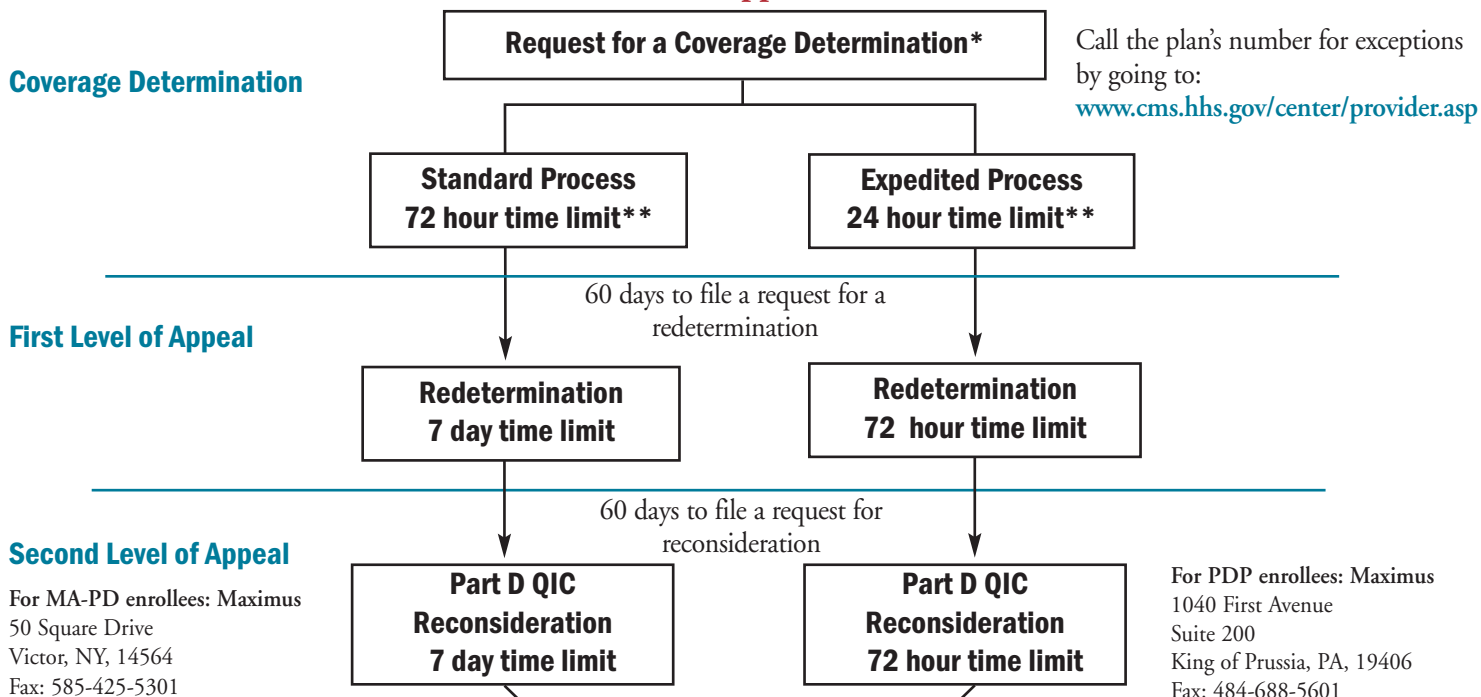 Request for a Coverage Determination*
Call the plan's number for exceptions
by going to:
www.cms.hhs.gov/center/provider.asp
Coverage Determination
Standard Process
72 hour time limit**
Expedited Process
24 hour time limit**
60 days to file a request for a
redetermination
First Level of Appeal
Redetermination
7 day time limit
Redetermination
72 hour time limit
60 days to file a request for
reconsideration
Second Level of Appeal
For MA-PD enrollees: Maximus
50 Square Drive
Victor, NY, 14564
Fax: 585-425-5301
Part D QIC
Reconsideration
7 day time limit
Part D QIC
Reconsideration
72 hour time limit
For PDP enrollees: Maximus
1040 First Avenue
Suite 200
King of Prussia, PA, 19406
Fax: 484-688-5601